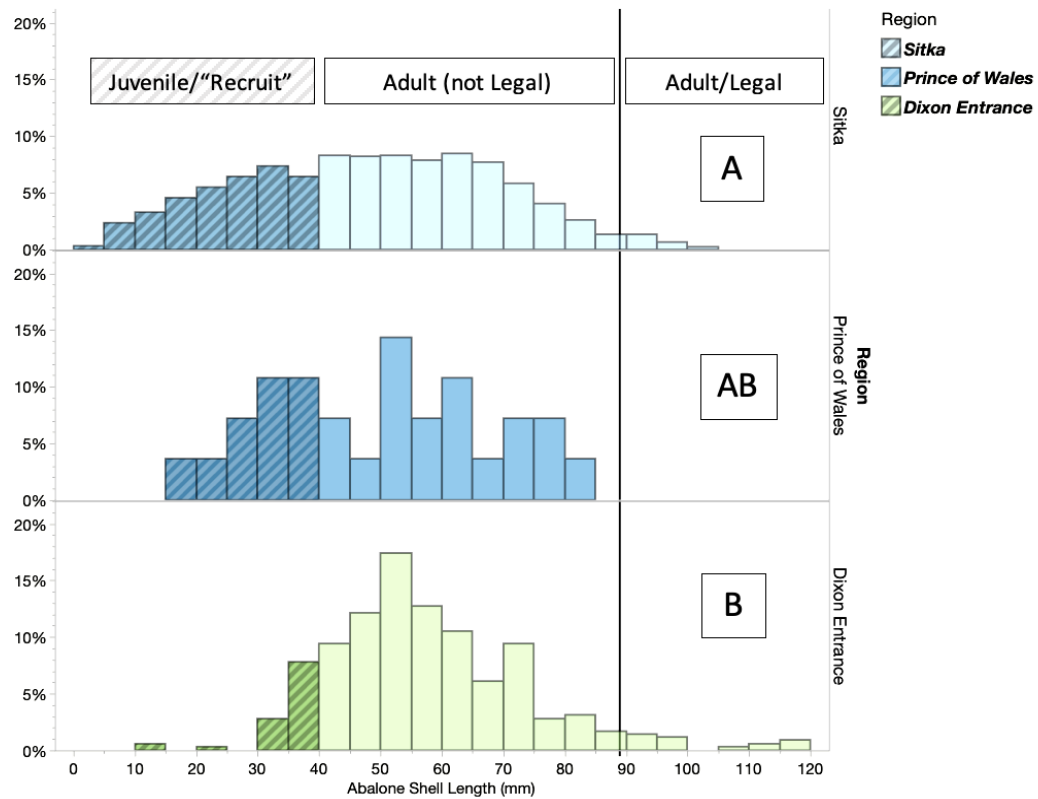 Region
Sitka
Prince of Wales
Dixon Entrance
20%
15%
10%
5%
0%
Juvenile/“Recruit”
Adult (not Legal)
Adult/Legal
A
Sitka
20%
15%
10%
5%
0%
AB
Prince of Wales
Region
20%
15%
10%
5%
0%
B
Dixon Entrance
0 10 20 30 40 50 60 70 80 90 100 110 120
Abalone Shell Length (mm)